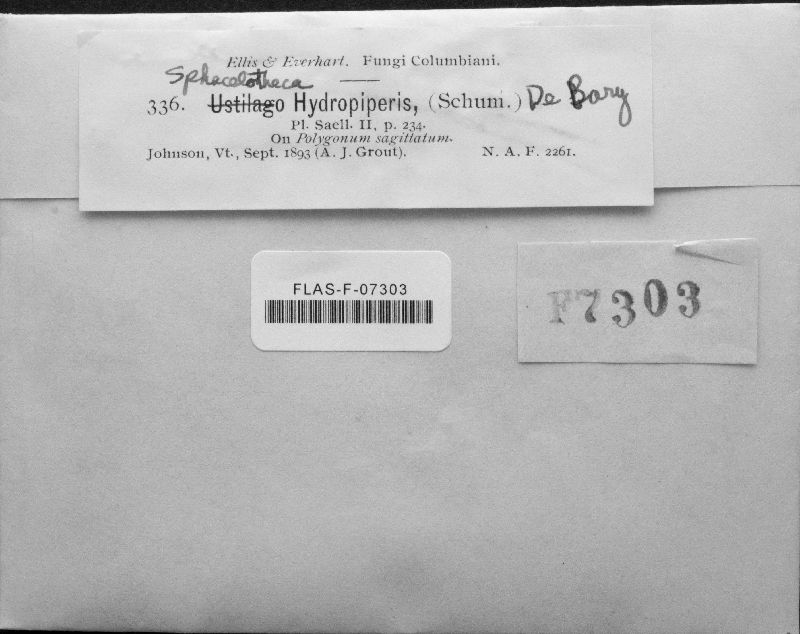 Ellis & Everhart. Fungi Columbiani.
Sphacelotheca
336. Ustilago Hydropiperis, (Schum.) De Bary
Pl. Saell. II, p. 234.
On Polygonum sagittatum.
Johnson, Vt., Sept. 1893 (A. J. Grout). N. A. F. 2261.
FLAS-F-07303
F7303